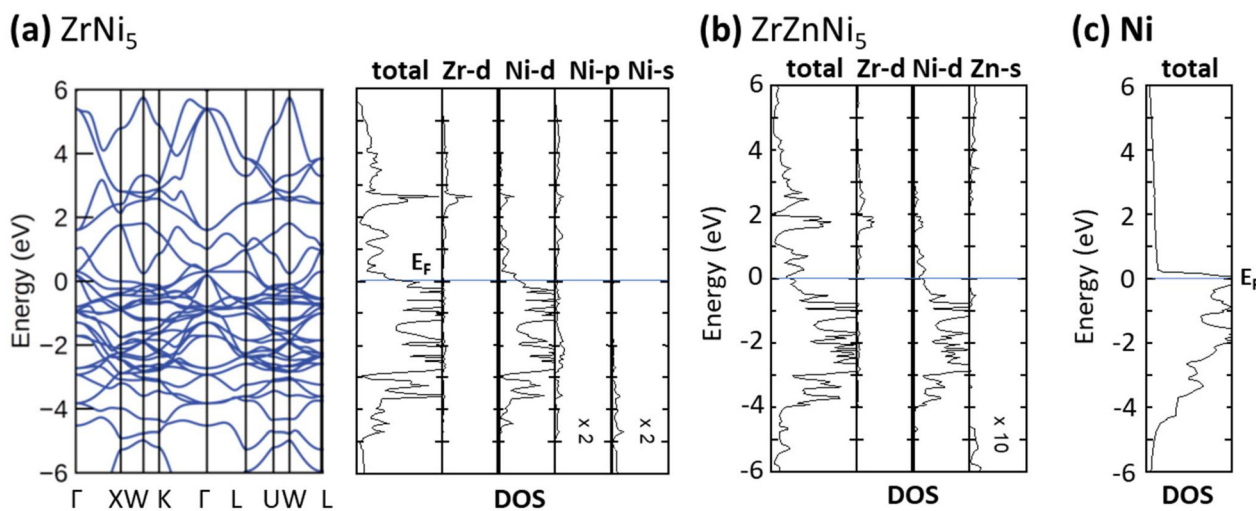 (a) ZrNi5
(b) ZrZnNi5
(c) Ni
total Zr-d Ni-d Ni-p Ni-s
total Zr-d Ni-d Zn-s
total
Energy (eV)
6
4
2
0
−2
−4
−6
Γ XW K Γ L UW L
EF
x 2
x 2
DOS
Energy (eV)
6
4
2
0
-2
-4
-6
x 10
DOS
Energy (eV)
6
4
2
0
-2
-4
-6
EF
DOS